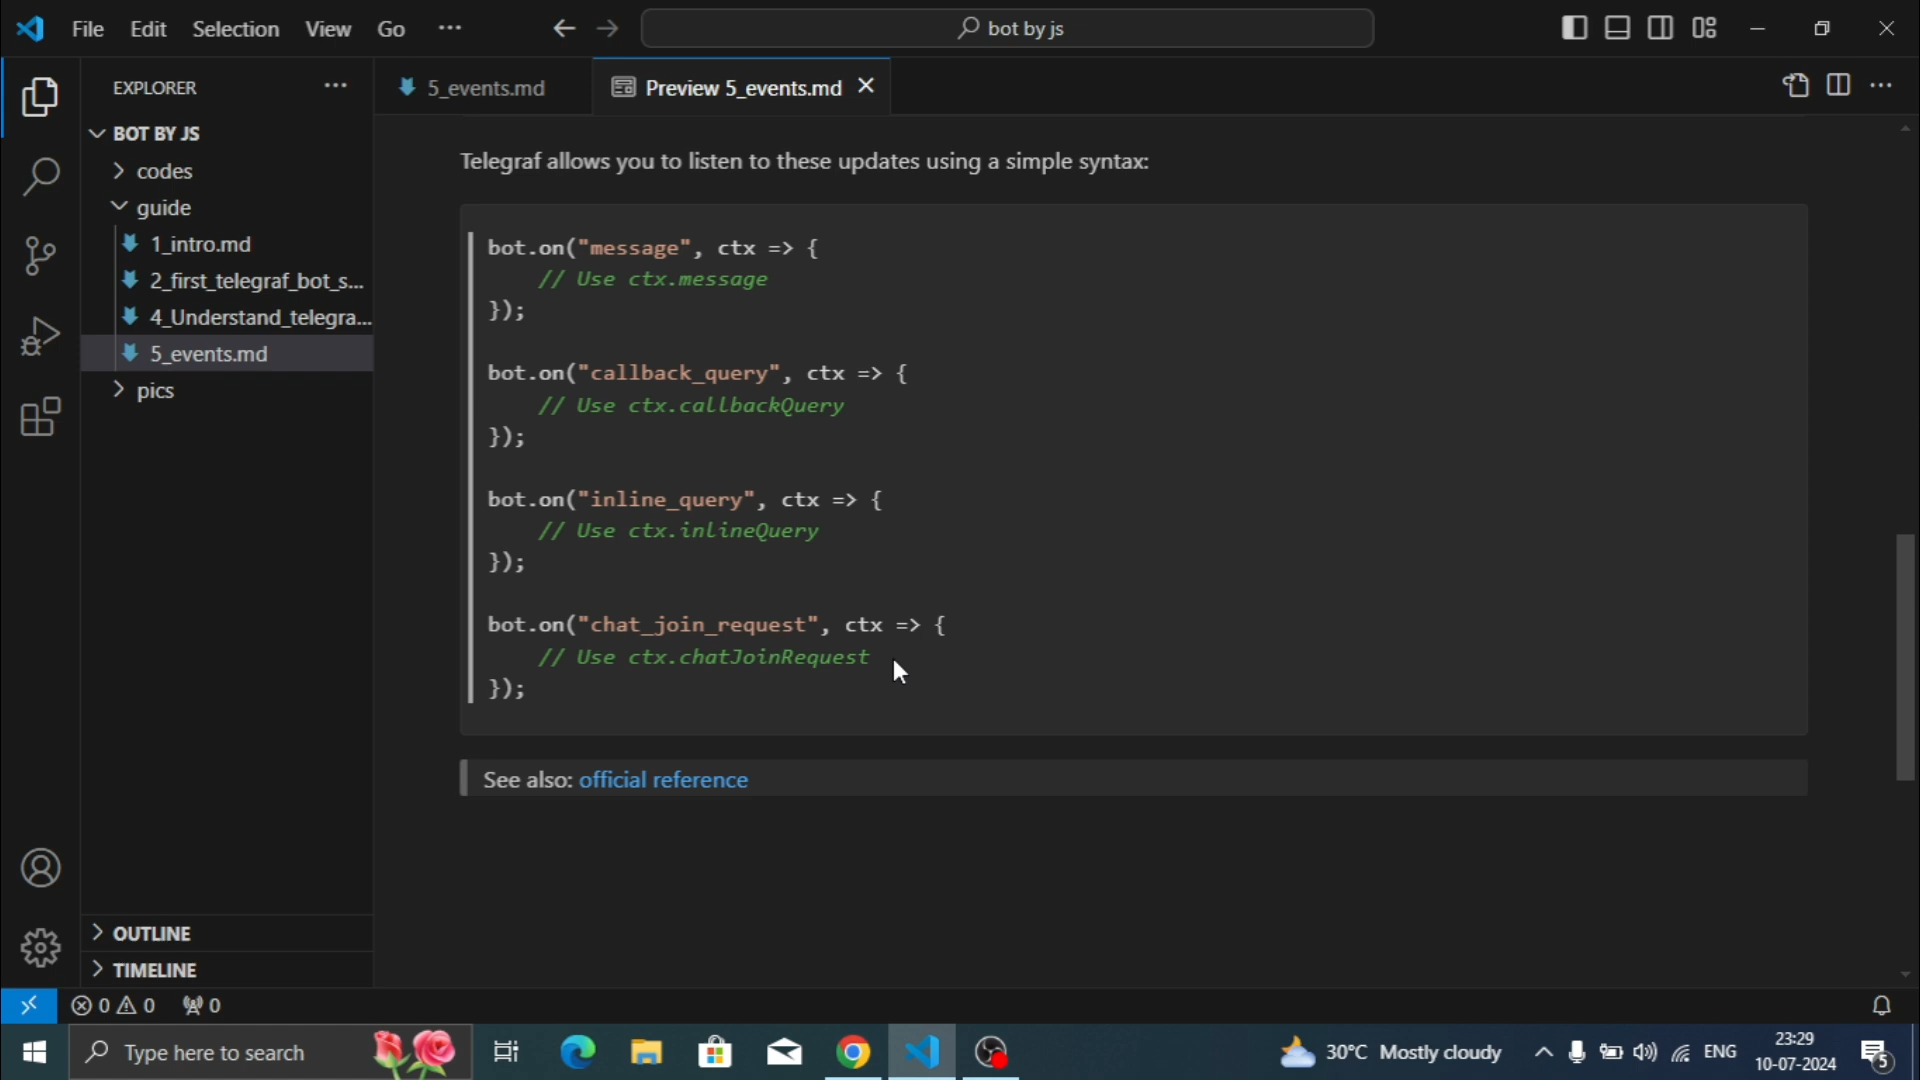 File Edit Selection View Go ···
bot by js
EXPLORER ···
5_events.md
Preview 5_events.md
BOT BY JS
codes
guide
1_intro.md
2_first_telegraf_bot_s...
4_Understand_telegra...
5_events.md
pics
Telegraf allows you to listen to these updates using a simple syntax:
bot.on("message", ctx => {
// Use ctx.message
});
bot.on("callback_query", ctx => {
// Use ctx.callbackQuery
});
bot.on("inline_query", ctx => {
// Use ctx.inlineQuery
});
bot.on("chat_join_request", ctx => {
// Use ctx.chatJoinRequest
});
See also: official reference
OUTLINE
TIMELINE
0 0 0
Type here to search
30°C Mostly cloudy
ENG
23:29
10-07-2024
5